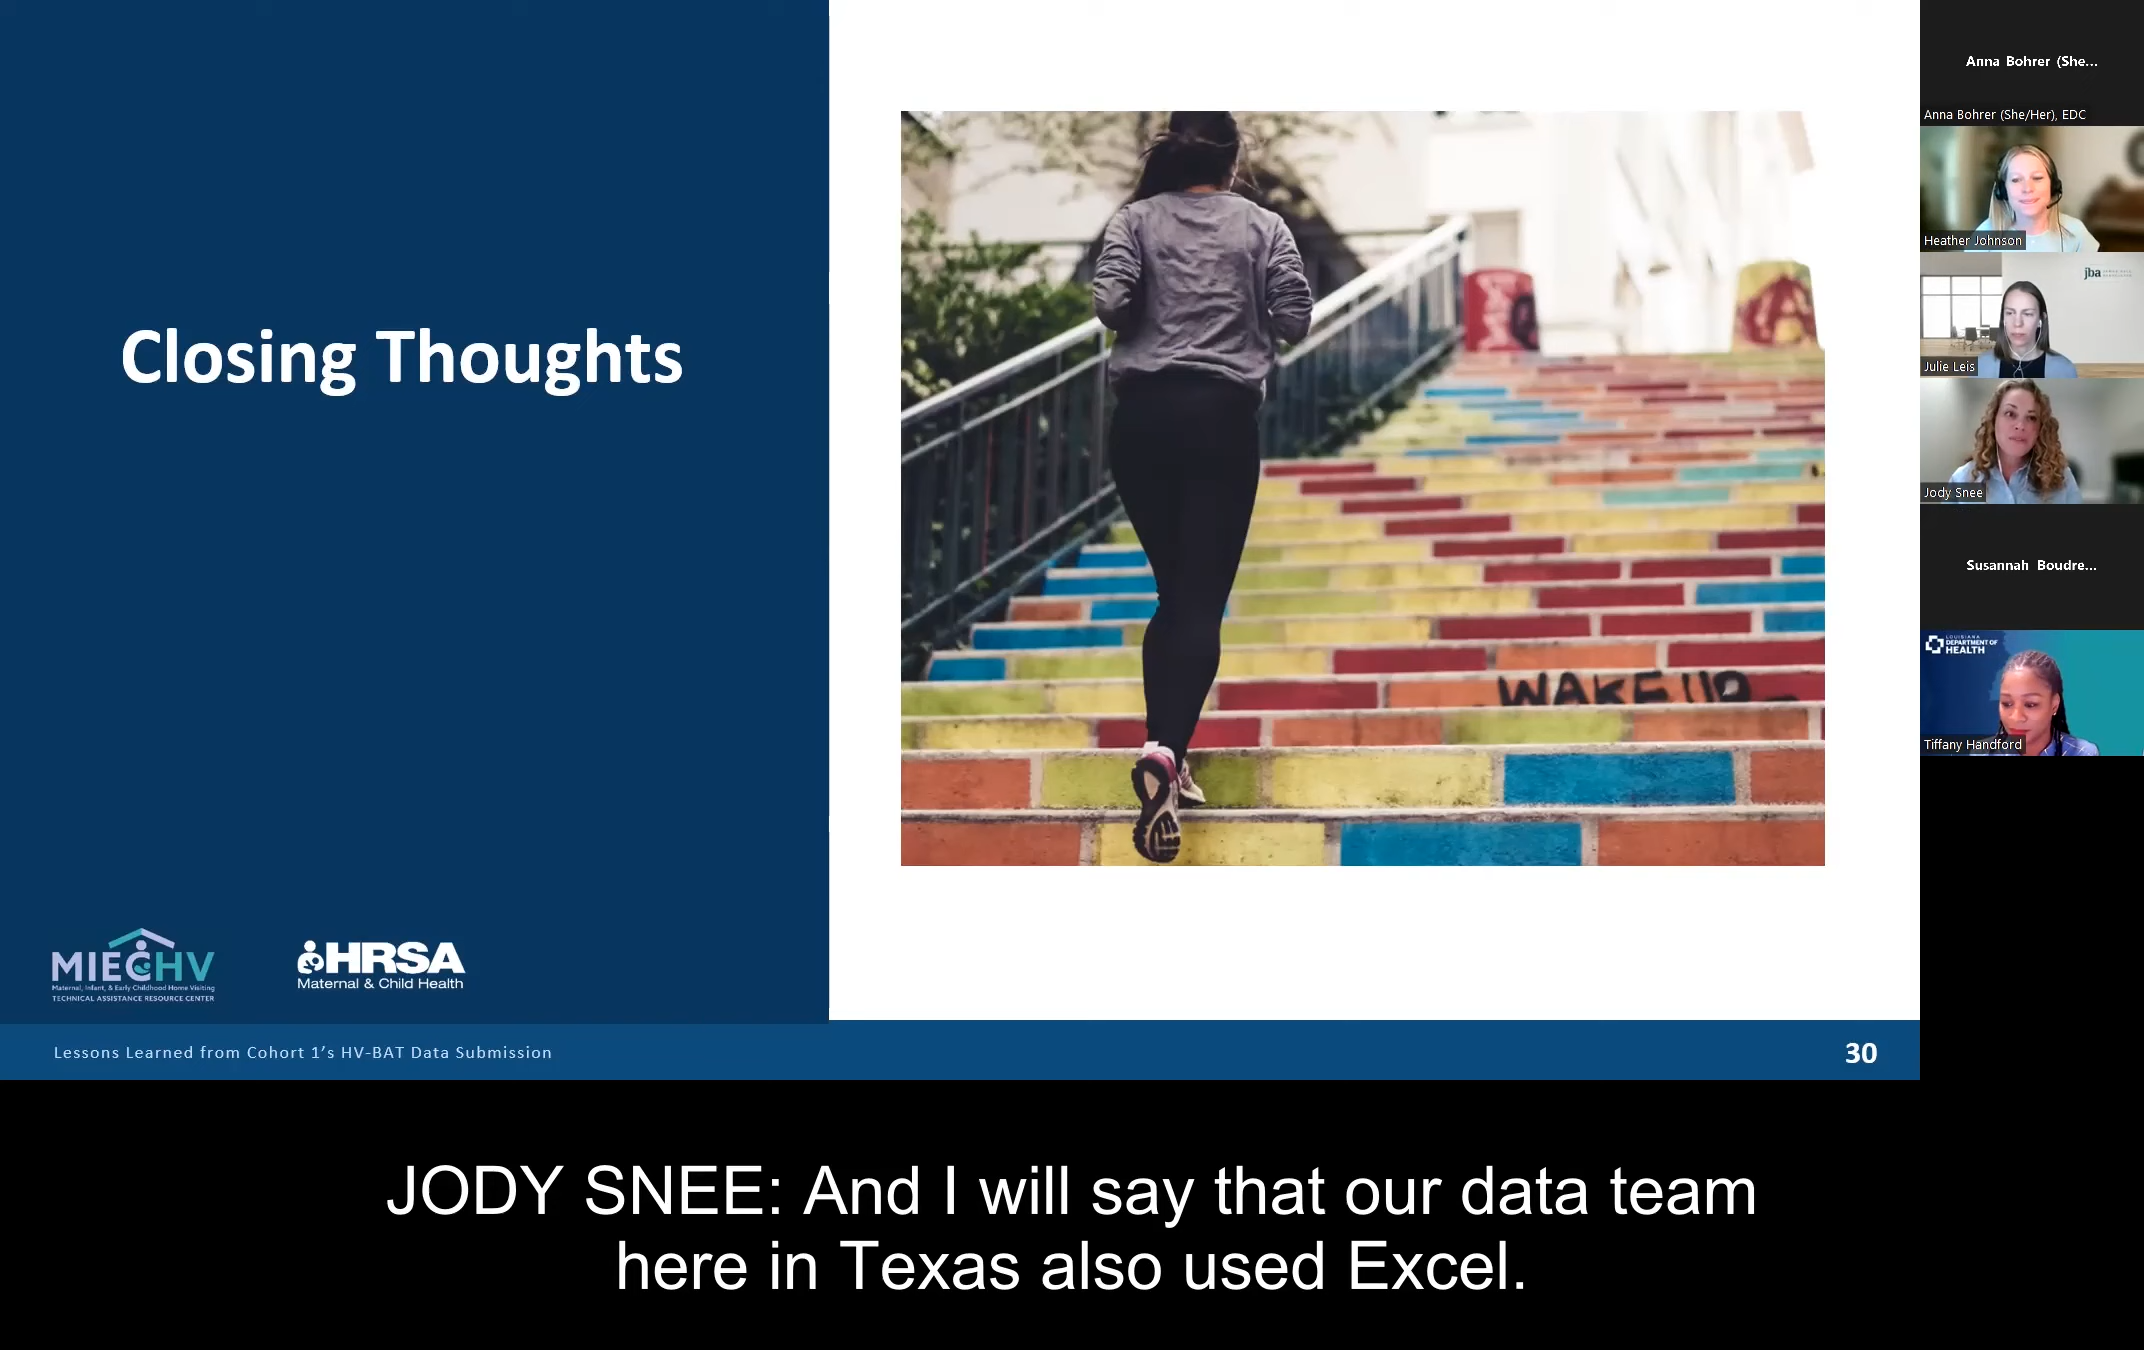 Closing Thoughts
WAKE UP
MIECHV
Maternal, Infant, & Early Childhood Home Visiting
TECHNICAL ASSISTANCE RESOURCE CENTER
HRSA
Maternal & Child Health
Lessons Learned from Cohort 1’s HV-BAT Data Submission
30
Anna Bohrer (She...
Anna Bohrer (She/Her), EDC
Heather Johnson
jba
Julie Leis
Jody Snee
Susannah Boudre...
LOUISIANA
DEPARTMENT OF
HEALTH
Tiffany Handford
JODY SNEE: And I will say that our data team
here in Texas also used Excel.